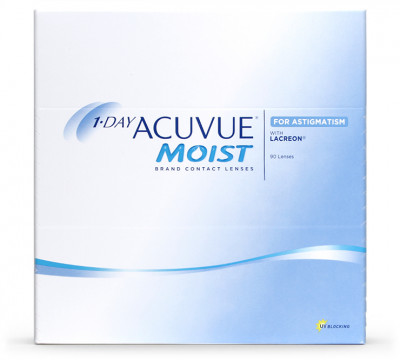 1·DAY ACUVUE®
MOIST
BRAND CONTACT LENSES
FOR ASTIGMATISM
WITH
LACREON®
90 Lenses
UV BLOCKING